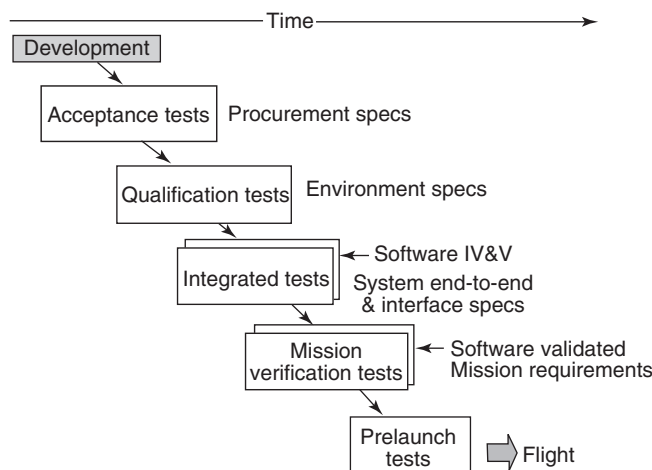 Time
Development
Acceptance tests
Procurement specs
Qualification tests
Environment specs
Software IV&V
Integrated tests
System end-to-end
& interface specs
Mission
verification tests
Software validated
Mission requirements
Prelaunch
tests
Flight